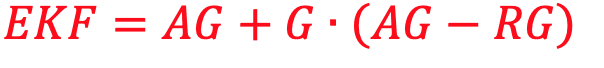 EKF = AG + G · (AG − RG)